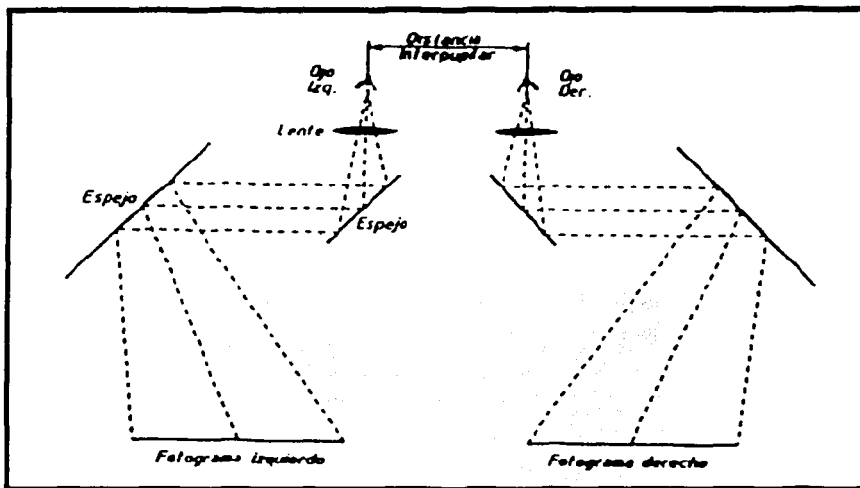 Distancia
Interpupilar
Ojo
Izq.
Ojo
Der.
Lente
Espejo
Espejo
Fotograma izquierdo
Fotograma derecho